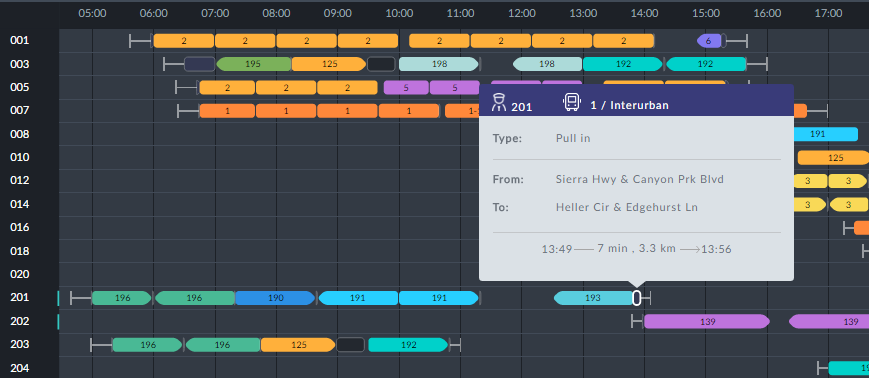 05:00 06:00 07:00 08:00 09:00 10:00 11:00 12:00 13:00 14:00 15:00 16:00 17:00
001 2 2 2 2 2 2 2 2 6
003 195 125 198 198 192 192
005 2 2 2 5 5
007 1 1 1 1 1-
201 1 / Interurban
Type: Pull in
From: Sierra Hwy & Canyon Prk Blvd
To: Heller Cir & Edgehurst Ln
13:49 7 min , 3.3 km 13:56
008 191
010 125
012 3 3
014 3 3
016
018
020
201 196 196 190 191 191 193
202 139 139
203 196 196 125 192
204